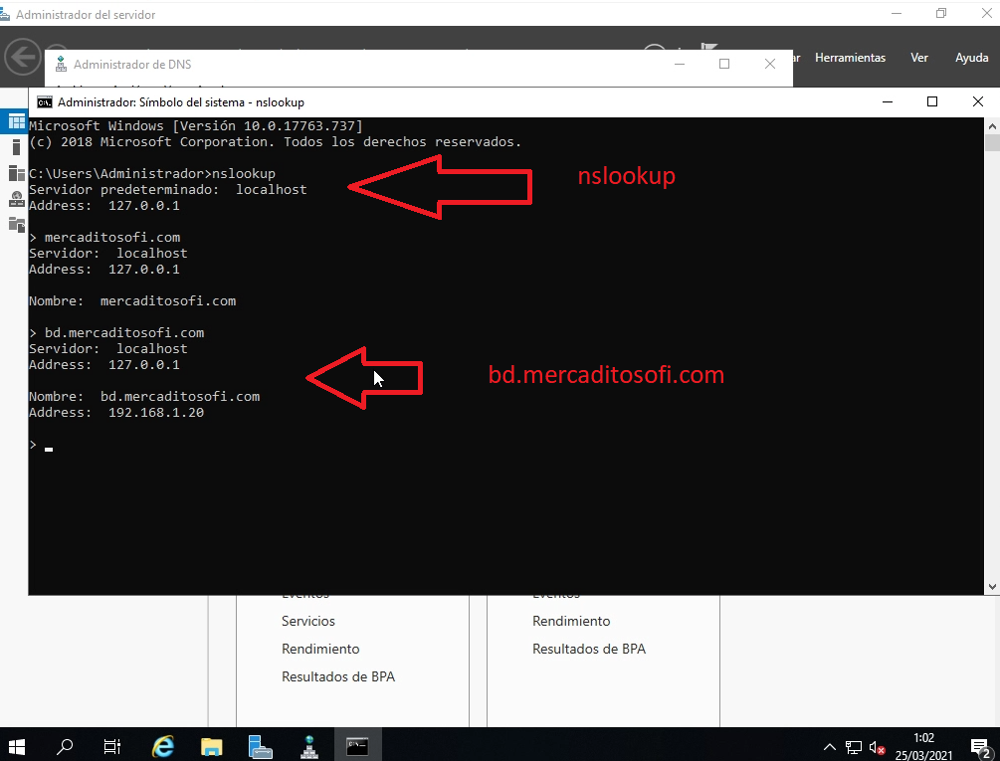 Administrador del servidor
ar Herramientas Ver Ayuda
Administrador de DNS
Administrador: Símbolo del sistema - nslookup
Microsoft Windows [Versión 10.0.17763.737]
(c) 2018 Microsoft Corporation. Todos los derechos reservados.
C:\Users\Administrador>nslookup
nslookup
Servidor predeterminado:  localhost
Address:  127.0.0.1
> mercaditosofi.com
Servidor:  localhost
Address:  127.0.0.1
Nombre:  mercaditosofi.com
> bd.mercaditosofi.com
Servidor:  localhost
Address:  127.0.0.1
bd.mercaditosofi.com
Nombre:  bd.mercaditosofi.com
Address:  192.168.1.20
>
Eventos
Servicios
Rendimiento
Resultados de BPA
Eventos
Rendimiento
Resultados de BPA
1:02
25/03/2021
2